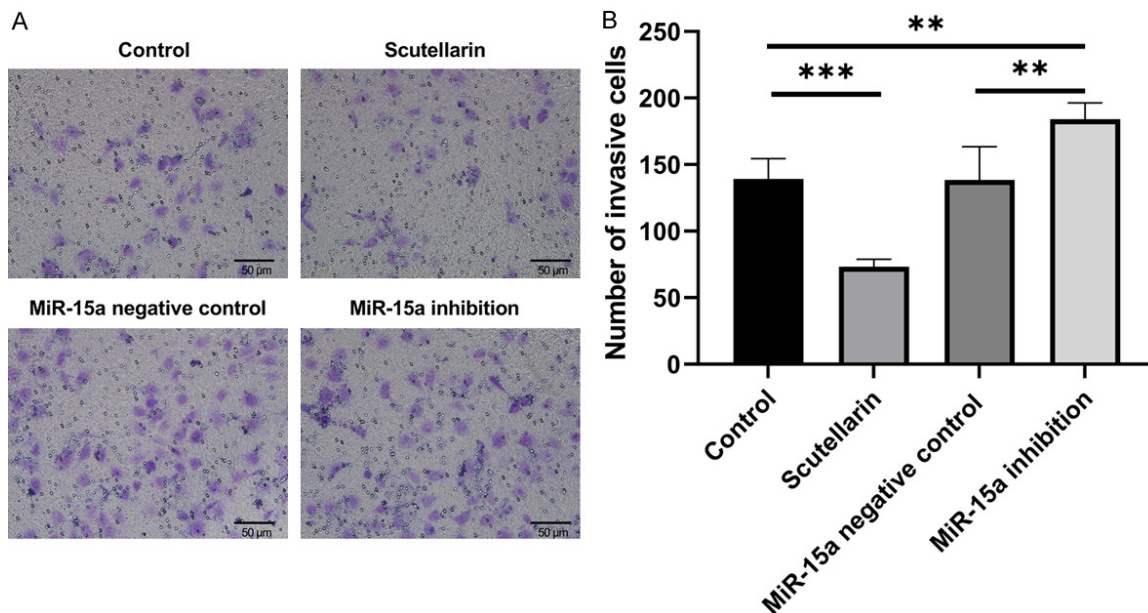 A
Control
Scutellarin
50 µm
50 µm
MiR-15a negative control
MiR-15a inhibition
50 µm
50 µm
B
Number of invasive cells
250
200
150
100
50
0
**
***
**
Control
Scutellarin
MiR-15a negative control
MiR-15a inhibition